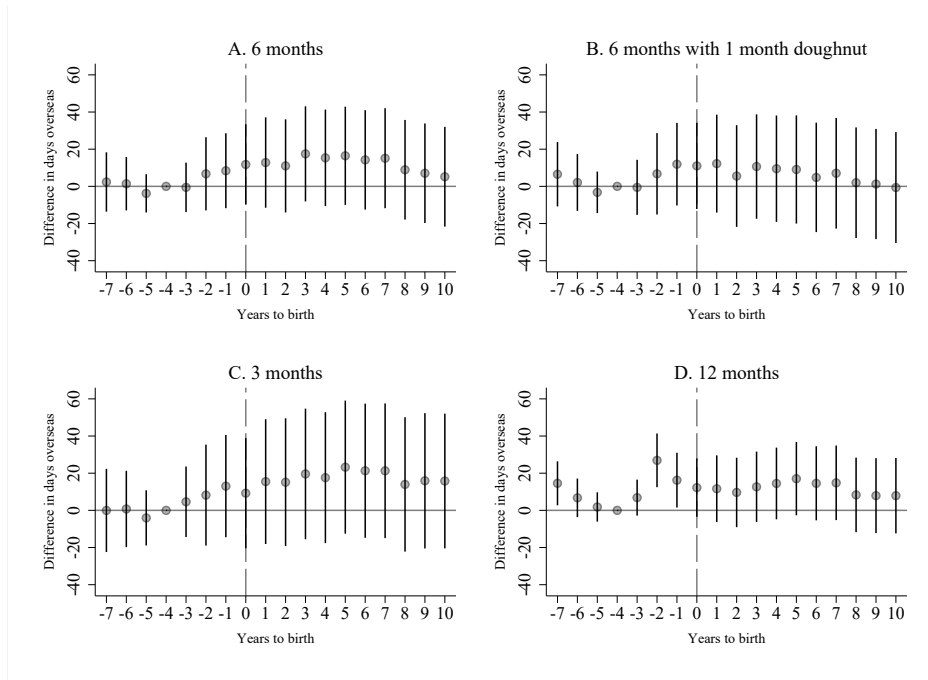 A. 6 months
Difference in days overseas
60
40
20
0
-20
-40
-7 -6 -5 -4 -3 -2 -1 0 1 2 3 4 5 6 7 8 9 10
Years to birth
B. 6 months with 1 month doughnut
Difference in days overseas
60
40
20
0
-20
-40
-7 -6 -5 -4 -3 -2 -1 0 1 2 3 4 5 6 7 8 9 10
Years to birth
C. 3 months
Difference in days overseas
60
40
20
0
-20
-40
-7 -6 -5 -4 -3 -2 -1 0 1 2 3 4 5 6 7 8 9 10
Years to birth
D. 12 months
Difference in days overseas
60
40
20
0
-20
-40
-7 -6 -5 -4 -3 -2 -1 0 1 2 3 4 5 6 7 8 9 10
Years to birth